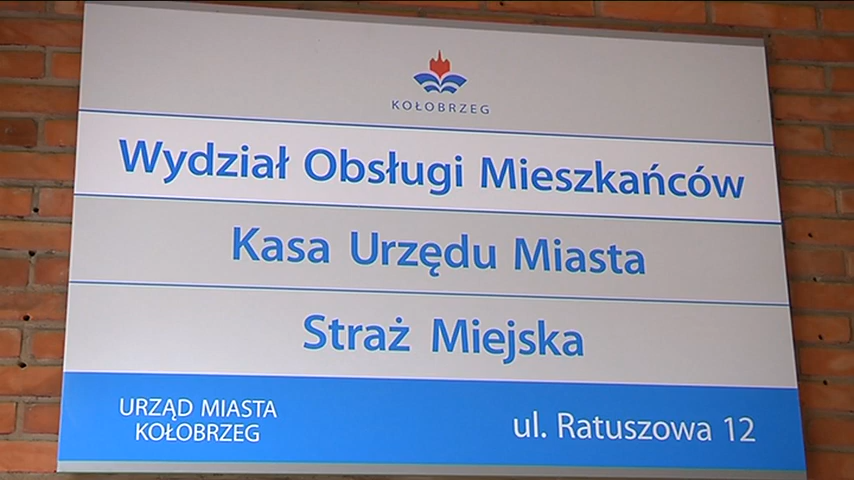 KOŁOBRZEG
Wydział Obsługi Mieszkańców
Kasa Urzędu Miasta
Straż Miejska
URZĄD MIASTA
KOŁOBRZEG
ul. Ratuszowa 12